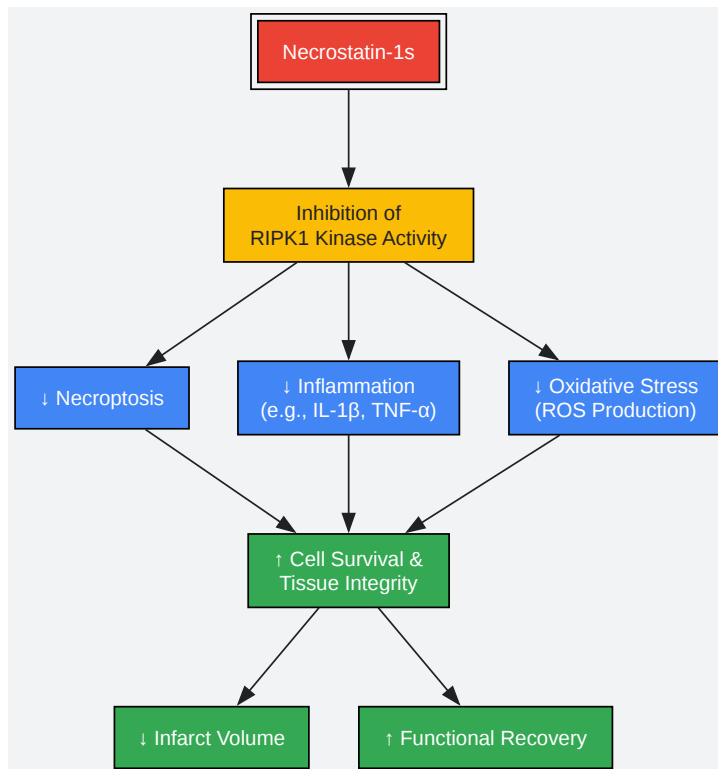 Necrostatin-1s
Inhibition of
RIPK1 Kinase Activity
↓ Necroptosis
↓ Inflammation
(e.g., IL-1β, TNF-α)
↓ Oxidative Stress
(ROS Production)
↑ Cell Survival &
Tissue Integrity
↓ Infarct Volume
↑ Functional Recovery